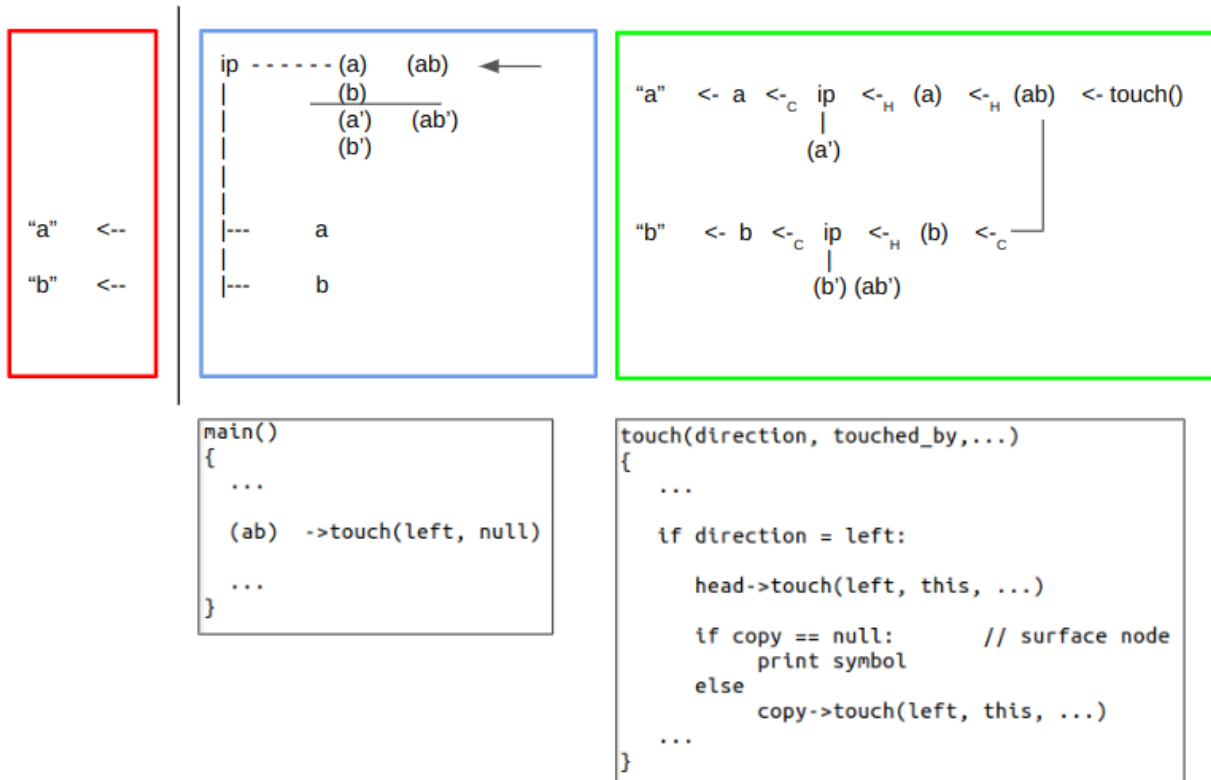 “a” <--
“b” <--
ip - - - - - - (a) (ab)
| (b)
| (a’) (ab’)
| (b’)
|
|
|--- a
|
|--- b
“a” <- a <-C ip <-H (a) <-H (ab) <- touch()
|
(a’)
“b” <- b <-C ip <-H (b) <-C
|
(b’) (ab’)
main()
{
...
(ab) ->touch(left, null)
...
}
touch(direction, touched_by,...)
{
...
if direction = left:
head->touch(left, this, ...)
if copy == null: // surface node
print symbol
else
copy->touch(left, this, ...)
...
}